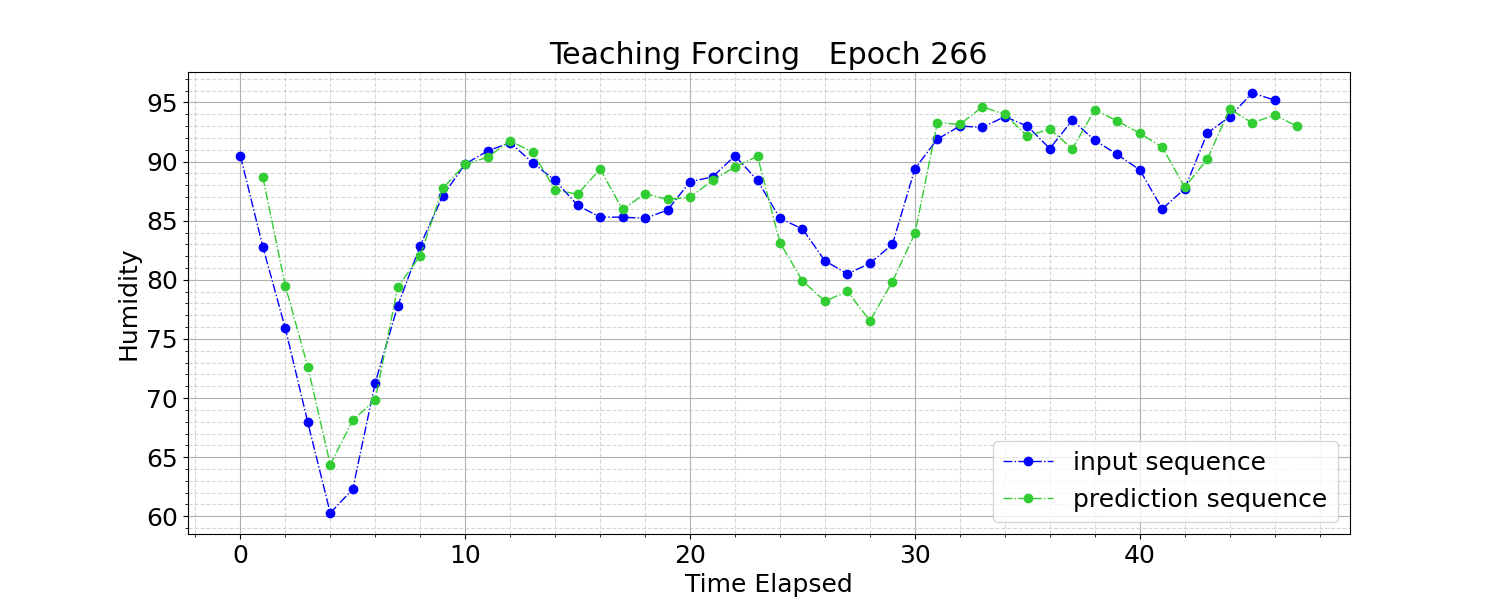 Teaching Forcing   Epoch 266
Humidity
95
90
85
80
75
70
65
60
input sequence
prediction sequence
0 10 20 30 40
Time Elapsed